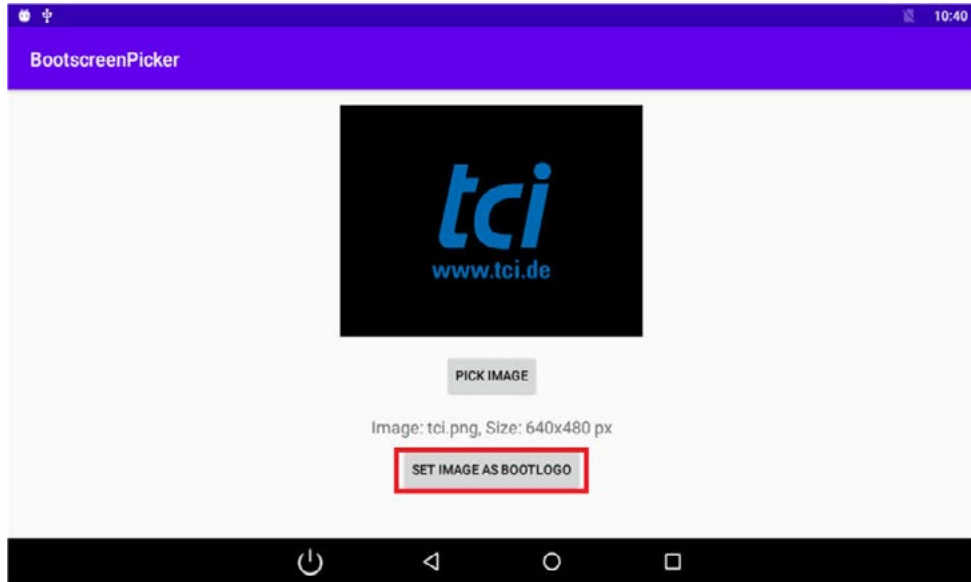 10:40
BootscreenPicker
tci
www.tci.de
PICK IMAGE
Image: tci.png, Size: 640x480 px
SET IMAGE AS BOOTLOGO